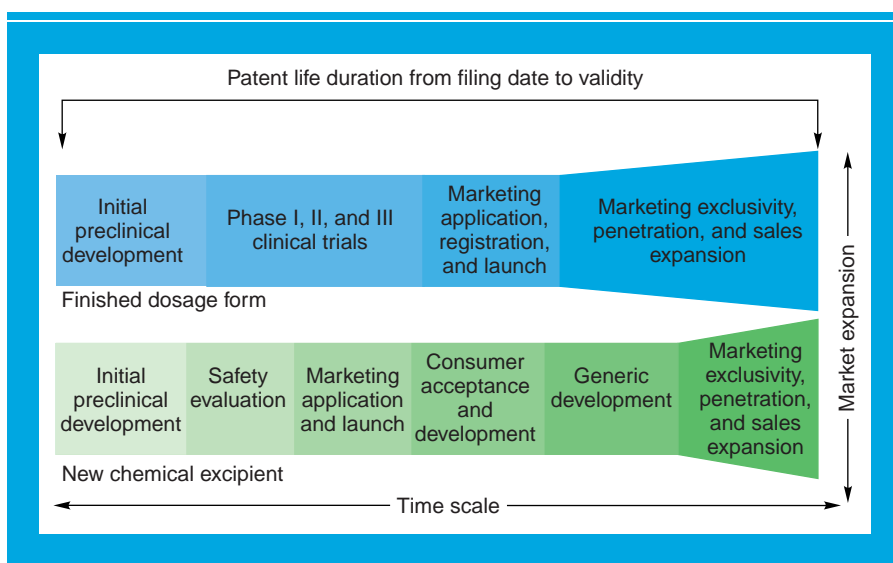 Patent life duration from filing date to validity
Initial
preclinical
development
Phase I, II, and III
clinical trials
Marketing
application,
registration,
and launch
Marketing exclusivity,
penetration, and sales
expansion
Finished dosage form
Initial
preclinical
development
Safety
evaluation
Marketing
application
and launch
Consumer
acceptance
and
development
Generic
development
Marketing
exclusivity,
penetration,
and sales
expansion
New chemical excipient
Market expansion
Time scale